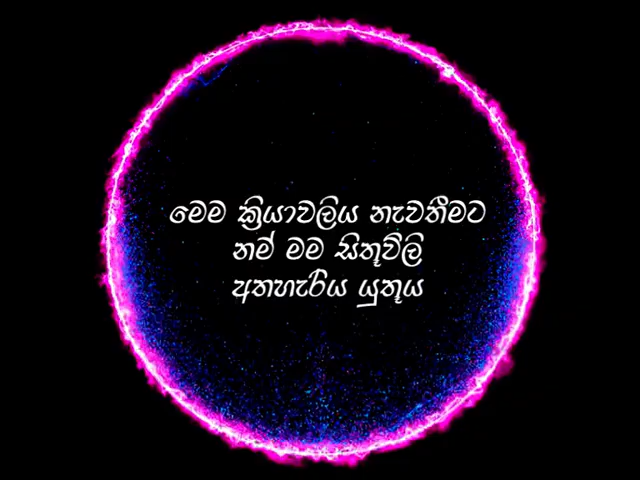 මෙම ක්‍රියාවලිය නැවතීමට
නම් මම සිතූවිලි
අතහැරිය යුතූය